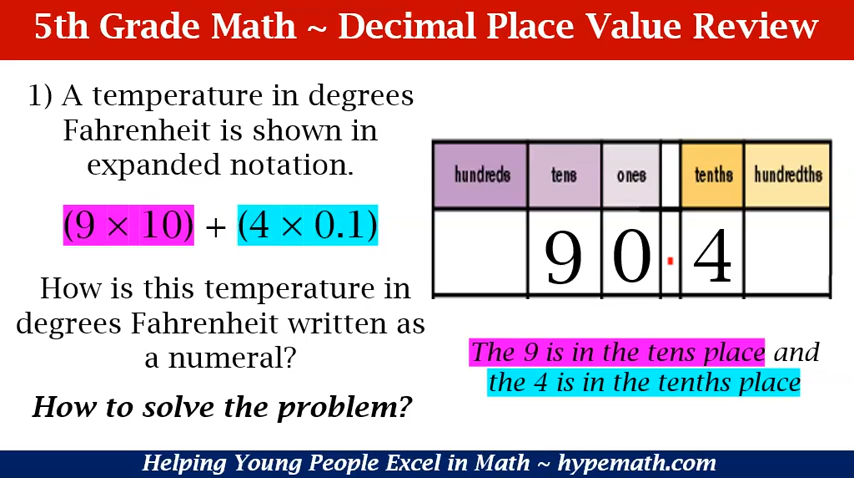 5th Grade Math ~ Decimal Place Value Review
1) A temperature in degrees
Fahrenheit is shown in
expanded notation.
(9 × 10) + (4 × 0.1)
How is this temperature in
degrees Fahrenheit written as
a numeral?
How to solve the problem?
hundreds tens ones tenths hundredths
9 0 . 4
The 9 is in the tens place and
the 4 is in the tenths place
Helping Young People Excel in Math ~ hypemath.com